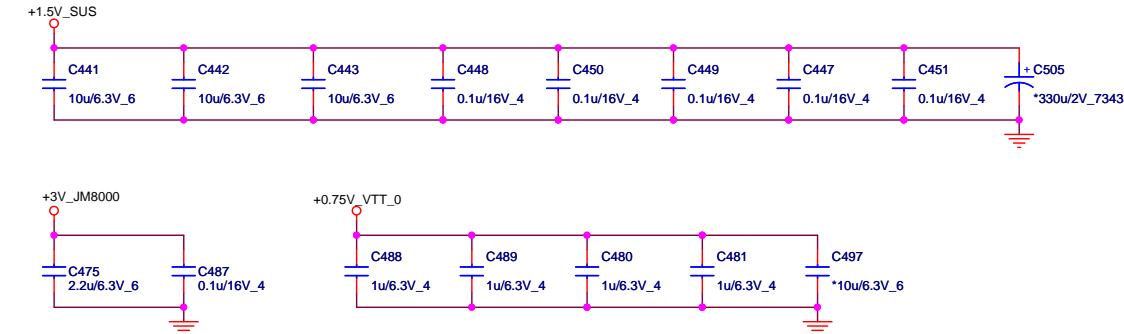 +1.5V_SUS
C441 C442 C443 C448 C450 C449 C447 C451 + C505
10u/6.3V_6 10u/6.3V_6 10u/6.3V_6 0.1u/16V_4 0.1u/16V_4 0.1u/16V_4 0.1u/16V_4 0.1u/16V_4 *330u/2V_7343
+3V_JM8000 +0.75V_VTT_0
C488 C489 C480 C481 C497
C475 C487
1u/6.3V_4 1u/6.3V_4 1u/6.3V_4 1u/6.3V_4 *10u/6.3V_6
2.2u/6.3V_6 0.1u/16V_4